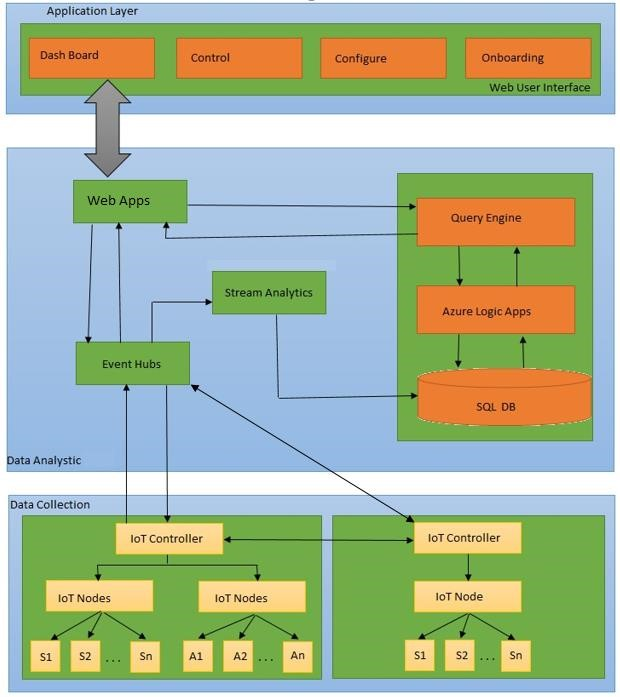 Application Layer
Dash Board
Control
Configure
Onboarding
Web User Interface
Web Apps
Query Engine
Stream Analytics
Azure Logic Apps
Event Hubs
SQL DB
Data Analystic
Data Collection
IoT Controller
IoT Controller
IoT Nodes
IoT Nodes
IoT Node
S1
S2
...
Sn
A1
A2
...
An
S1
S2
...
Sn